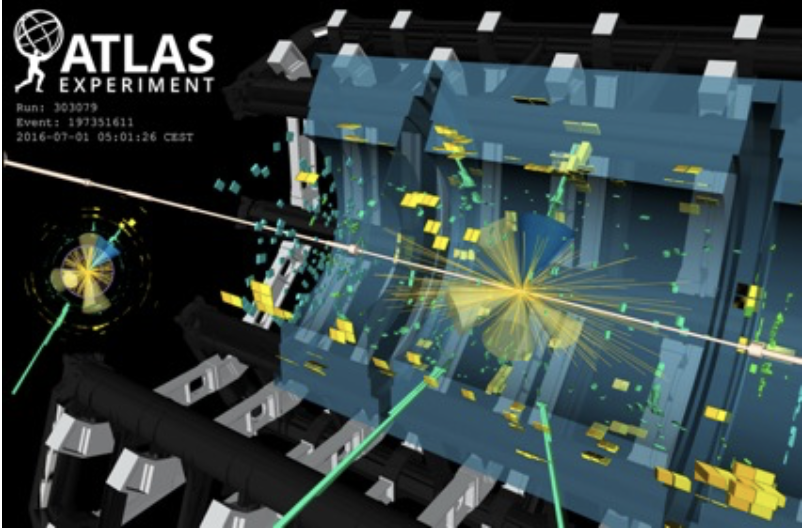 ATLAS
EXPERIMENT
Run: 303079
Event: 197351611
2016-07-01 05:01:26 CEST